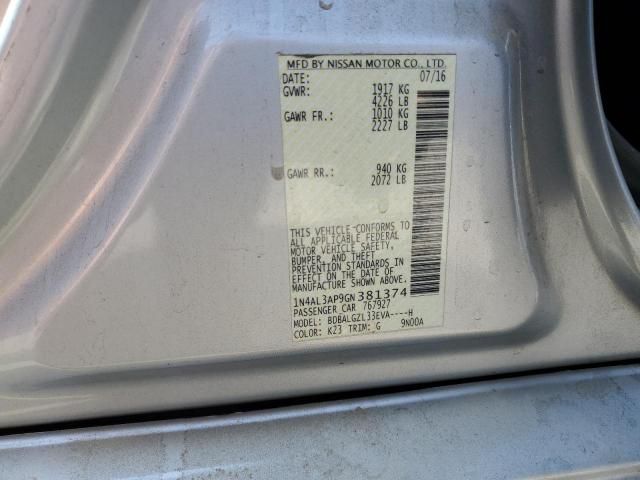 MFD BY NISSAN MOTOR CO., LTD.
DATE: 07/16
GVWR: 1917 KG
4226 LB
GAWR FR.: 1010 KG
2227 LB
GAWR RR.: 940 KG
2072 LB
THIS VEHICLE CONFORMS TO
ALL APPLICABLE FEDERAL
MOTOR VEHICLE SAFETY,
BUMPER, AND THEFT
PREVENTION STANDARDS IN
EFFECT ON THE DATE OF
MANUFACTURE SHOWN ABOVE.
1N4AL3AP9GN381374
PASSENGER CAR 767927
MODEL: BDBALGZL33EVA----H
COLOR: K23 TRIM: G 9N00A